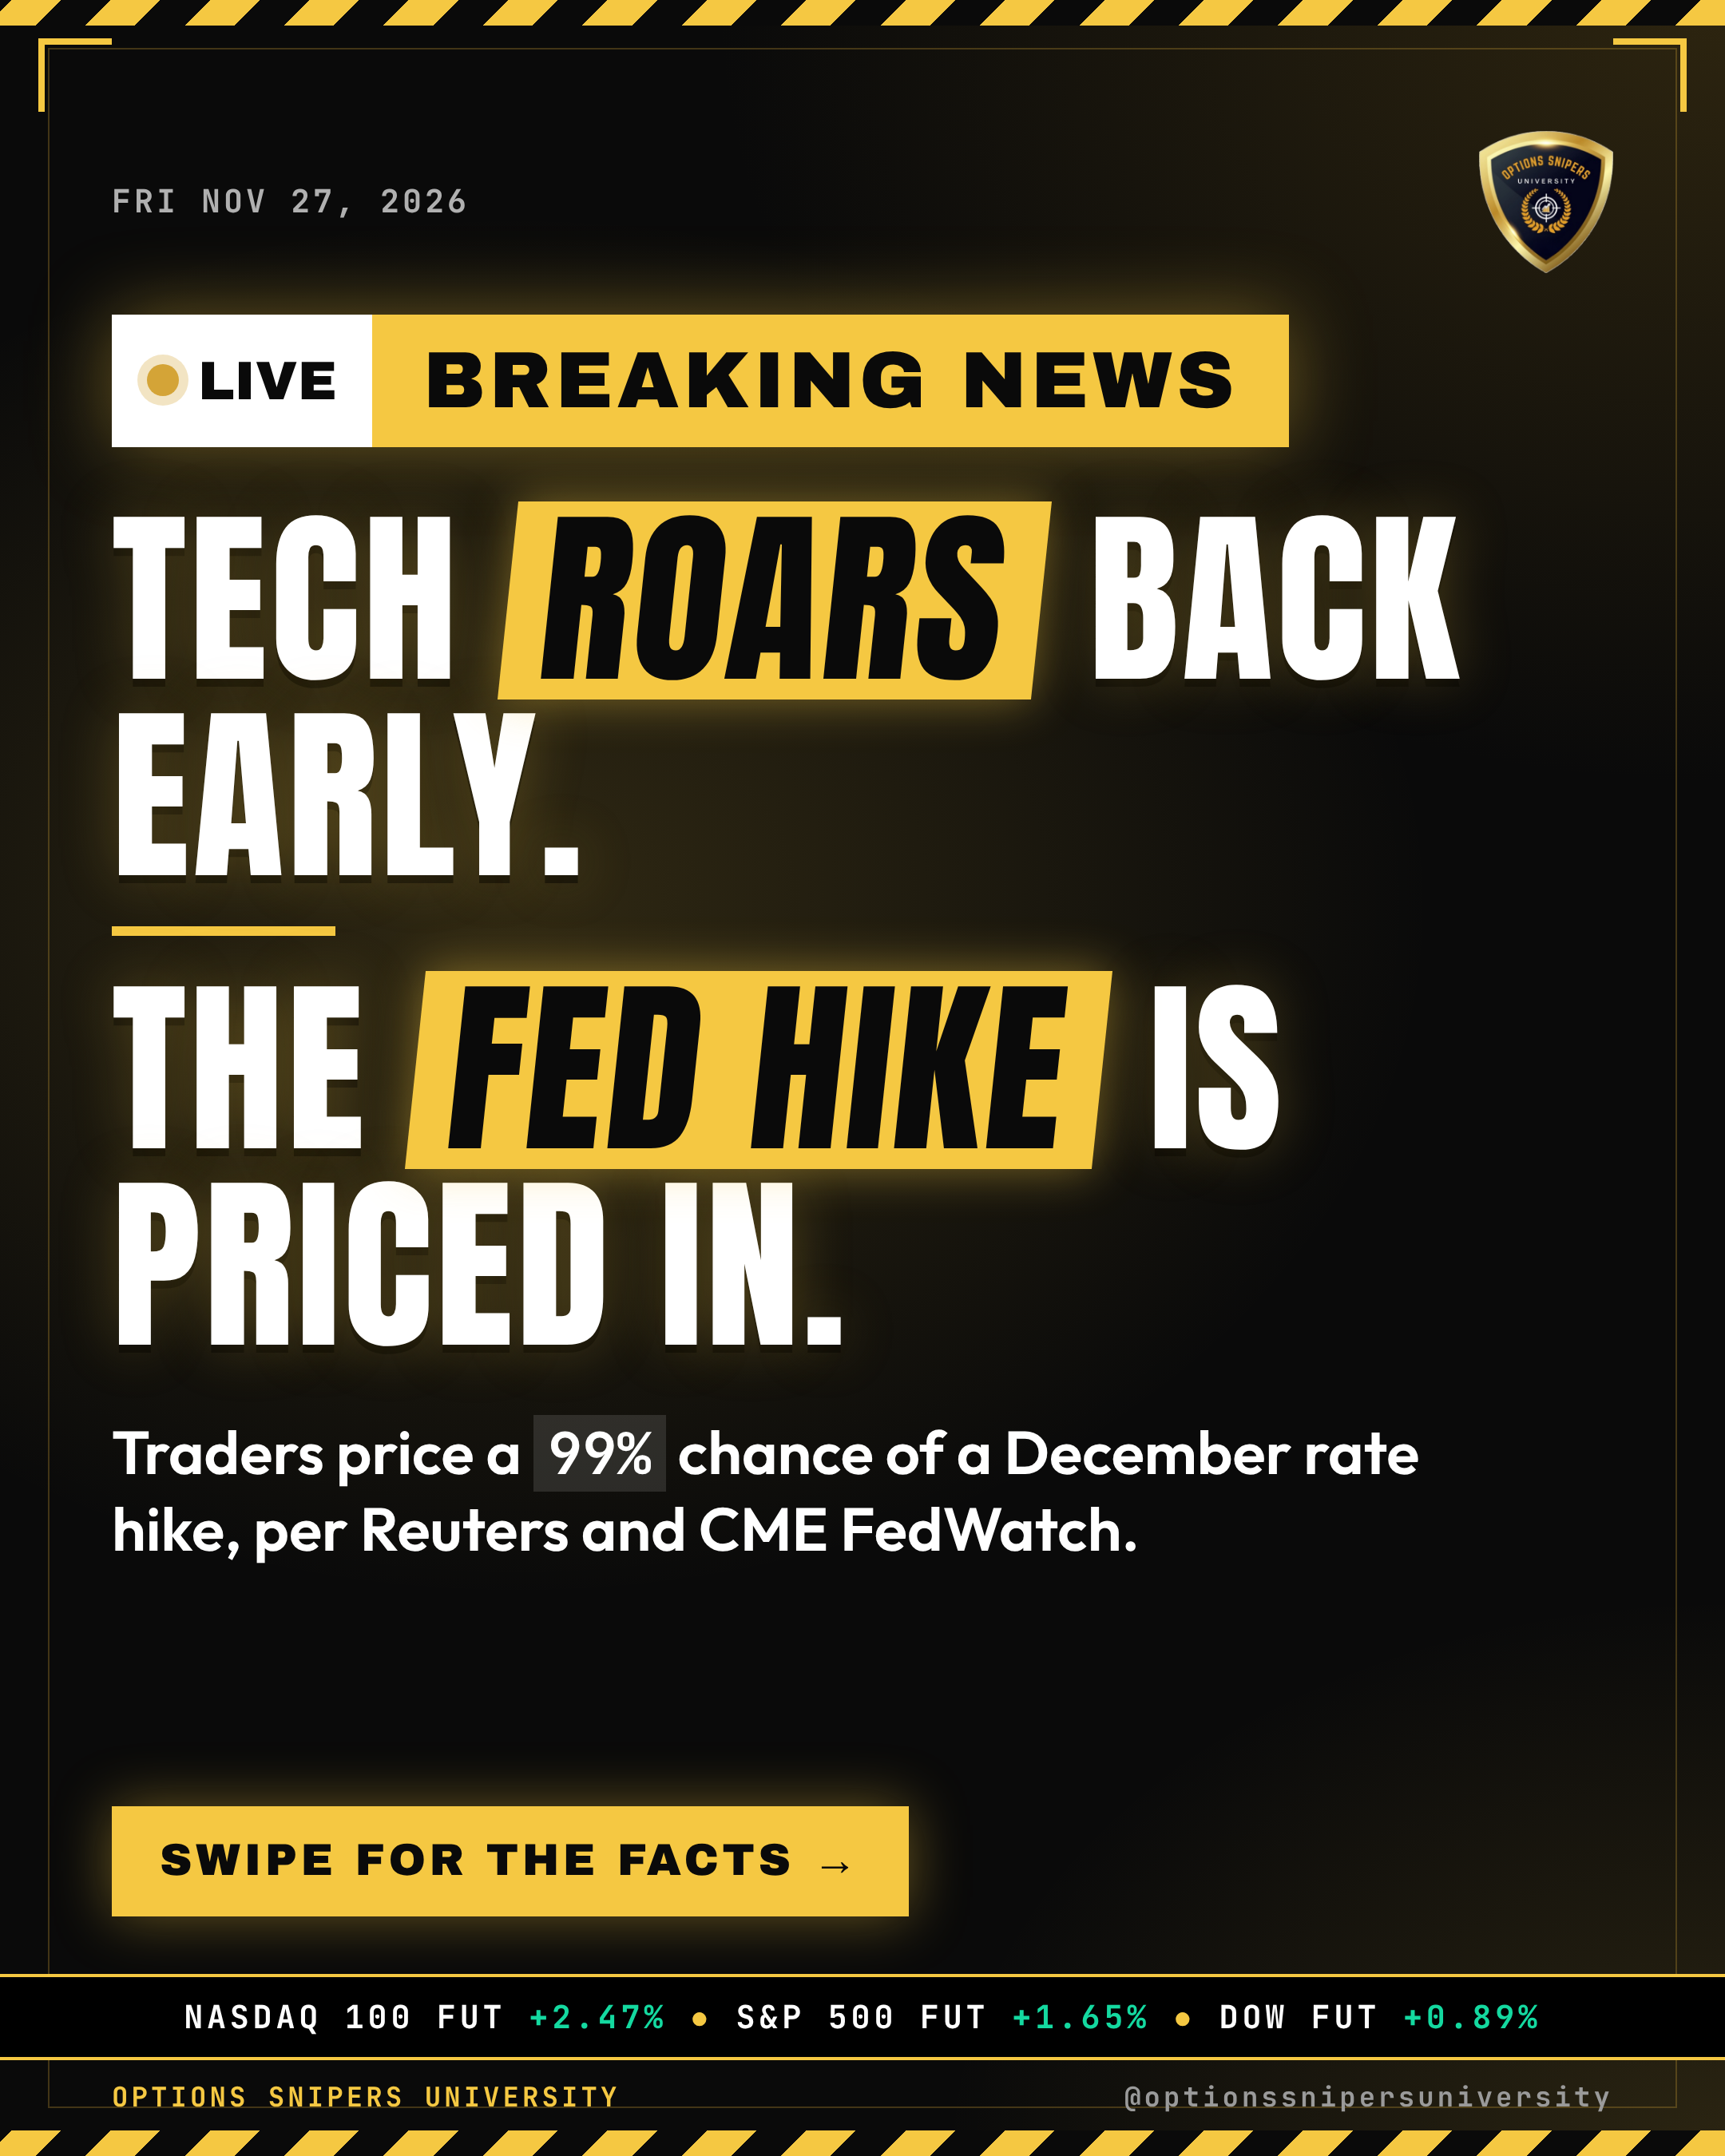 FRI NOV 27, 2026
OPTIONS SNIPERS
UNIVERSITY
LIVE BREAKING NEWS
TECH ROARS BACK
EARLY.
THE FED HIKE IS
PRICED IN.
Traders price a 99% chance of a December rate
hike, per Reuters and CME FedWatch.
SWIPE FOR THE FACTS →
NASDAQ 100 FUT +2.47% • S&P 500 FUT +1.65% • DOW FUT +0.89%
OPTIONS SNIPERS UNIVERSITY @optionssnipersuniversity